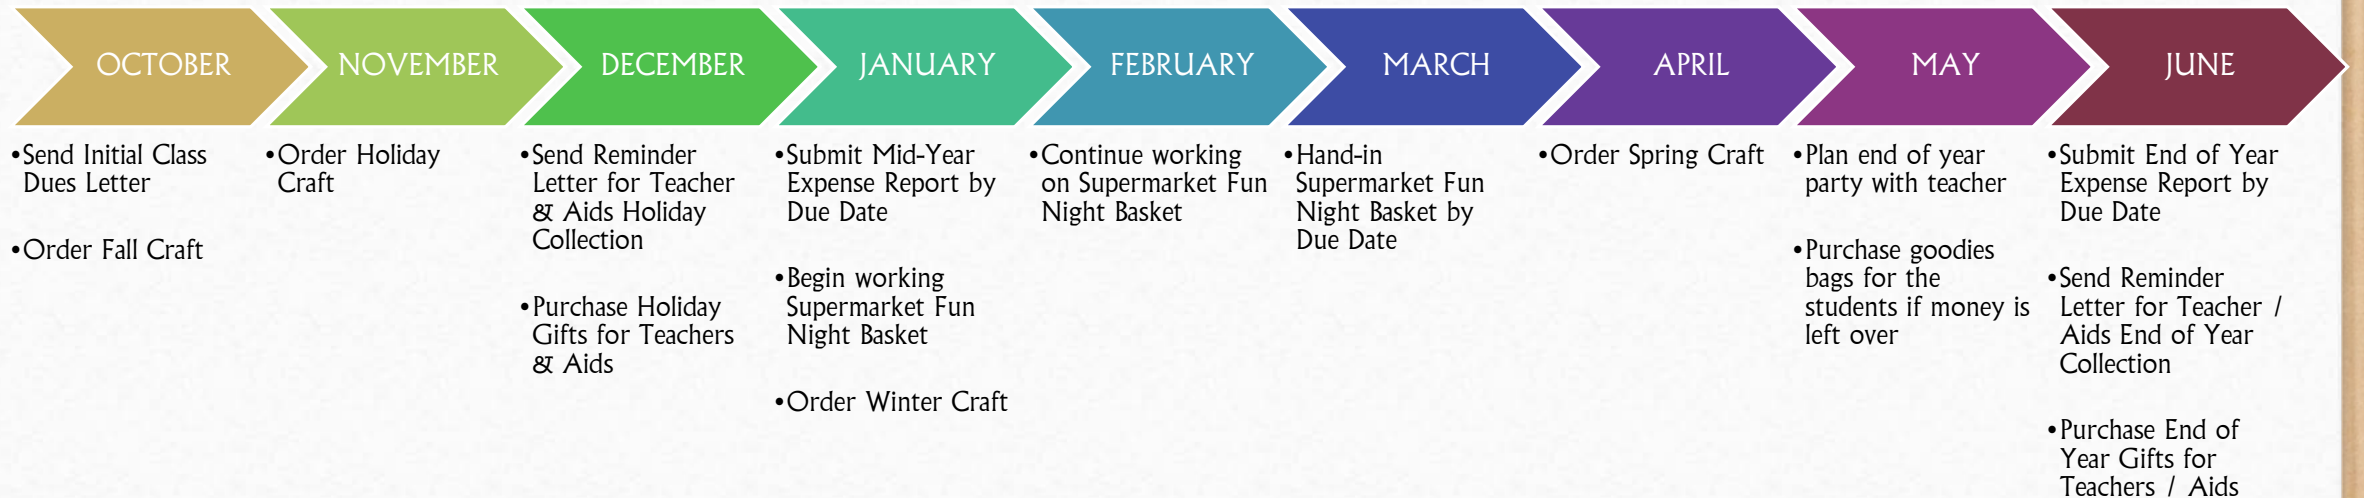 OCTOBER
•Send Initial Class
Dues Letter
•Order Fall Craft
NOVEMBER
•Order Holiday
Craft
DECEMBER
•Send Reminder
Letter for Teacher
& Aids Holiday
Collection
•Purchase Holiday
Gifts for Teachers
& Aids
JANUARY
•Submit Mid-Year
Expense Report by
Due Date
•Begin working
Supermarket Fun
Night Basket
•Order Winter Craft
FEBRUARY
•Continue working
on Supermarket Fun
Night Basket
MARCH
•Hand-in
Supermarket Fun
Night Basket by
Due Date
APRIL
•Order Spring Craft
MAY
•Plan end of year
party with teacher
•Purchase goodies
bags for the
students if money is
left over
JUNE
•Submit End of Year
Expense Report by
Due Date
•Send Reminder
Letter for Teacher /
Aids End of Year
Collection
•Purchase End of
Year Gifts for
Teachers / Aids